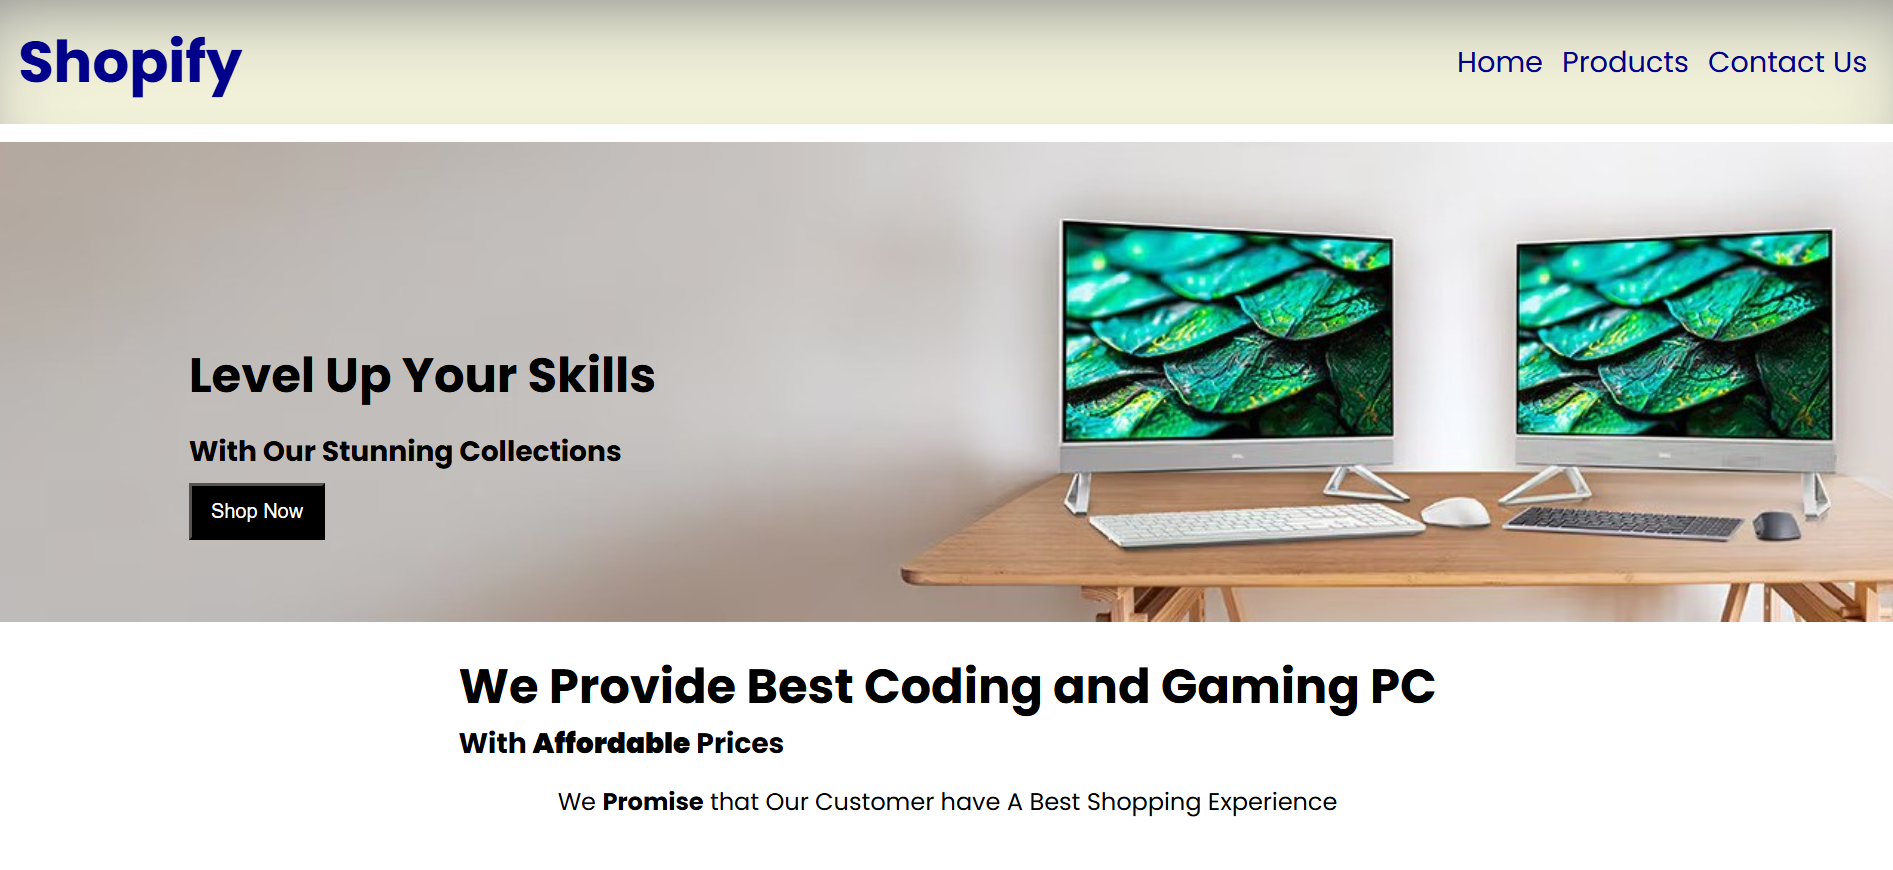 Shopify
Home Products Contact Us
Level Up Your Skills
With Our Stunning Collections
Shop Now
We Provide Best Coding and Gaming PC
With Affordable Prices
We Promise that Our Customer have A Best Shopping Experience